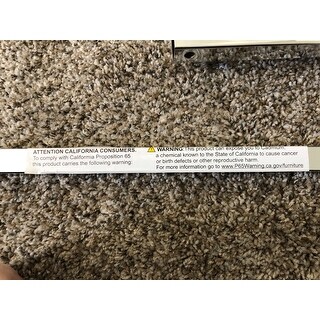 ATTENTION CALIFORNIA CONSUMERS.
To comply with California Proposition 65
this product carries the following warning:
WARNING This product can expose you to Cadmium,
a chemical known to the State of California to cause cancer
or birth defects or other reproductive harm.
For more information go to www.P65Warning.ca.gov/furniture